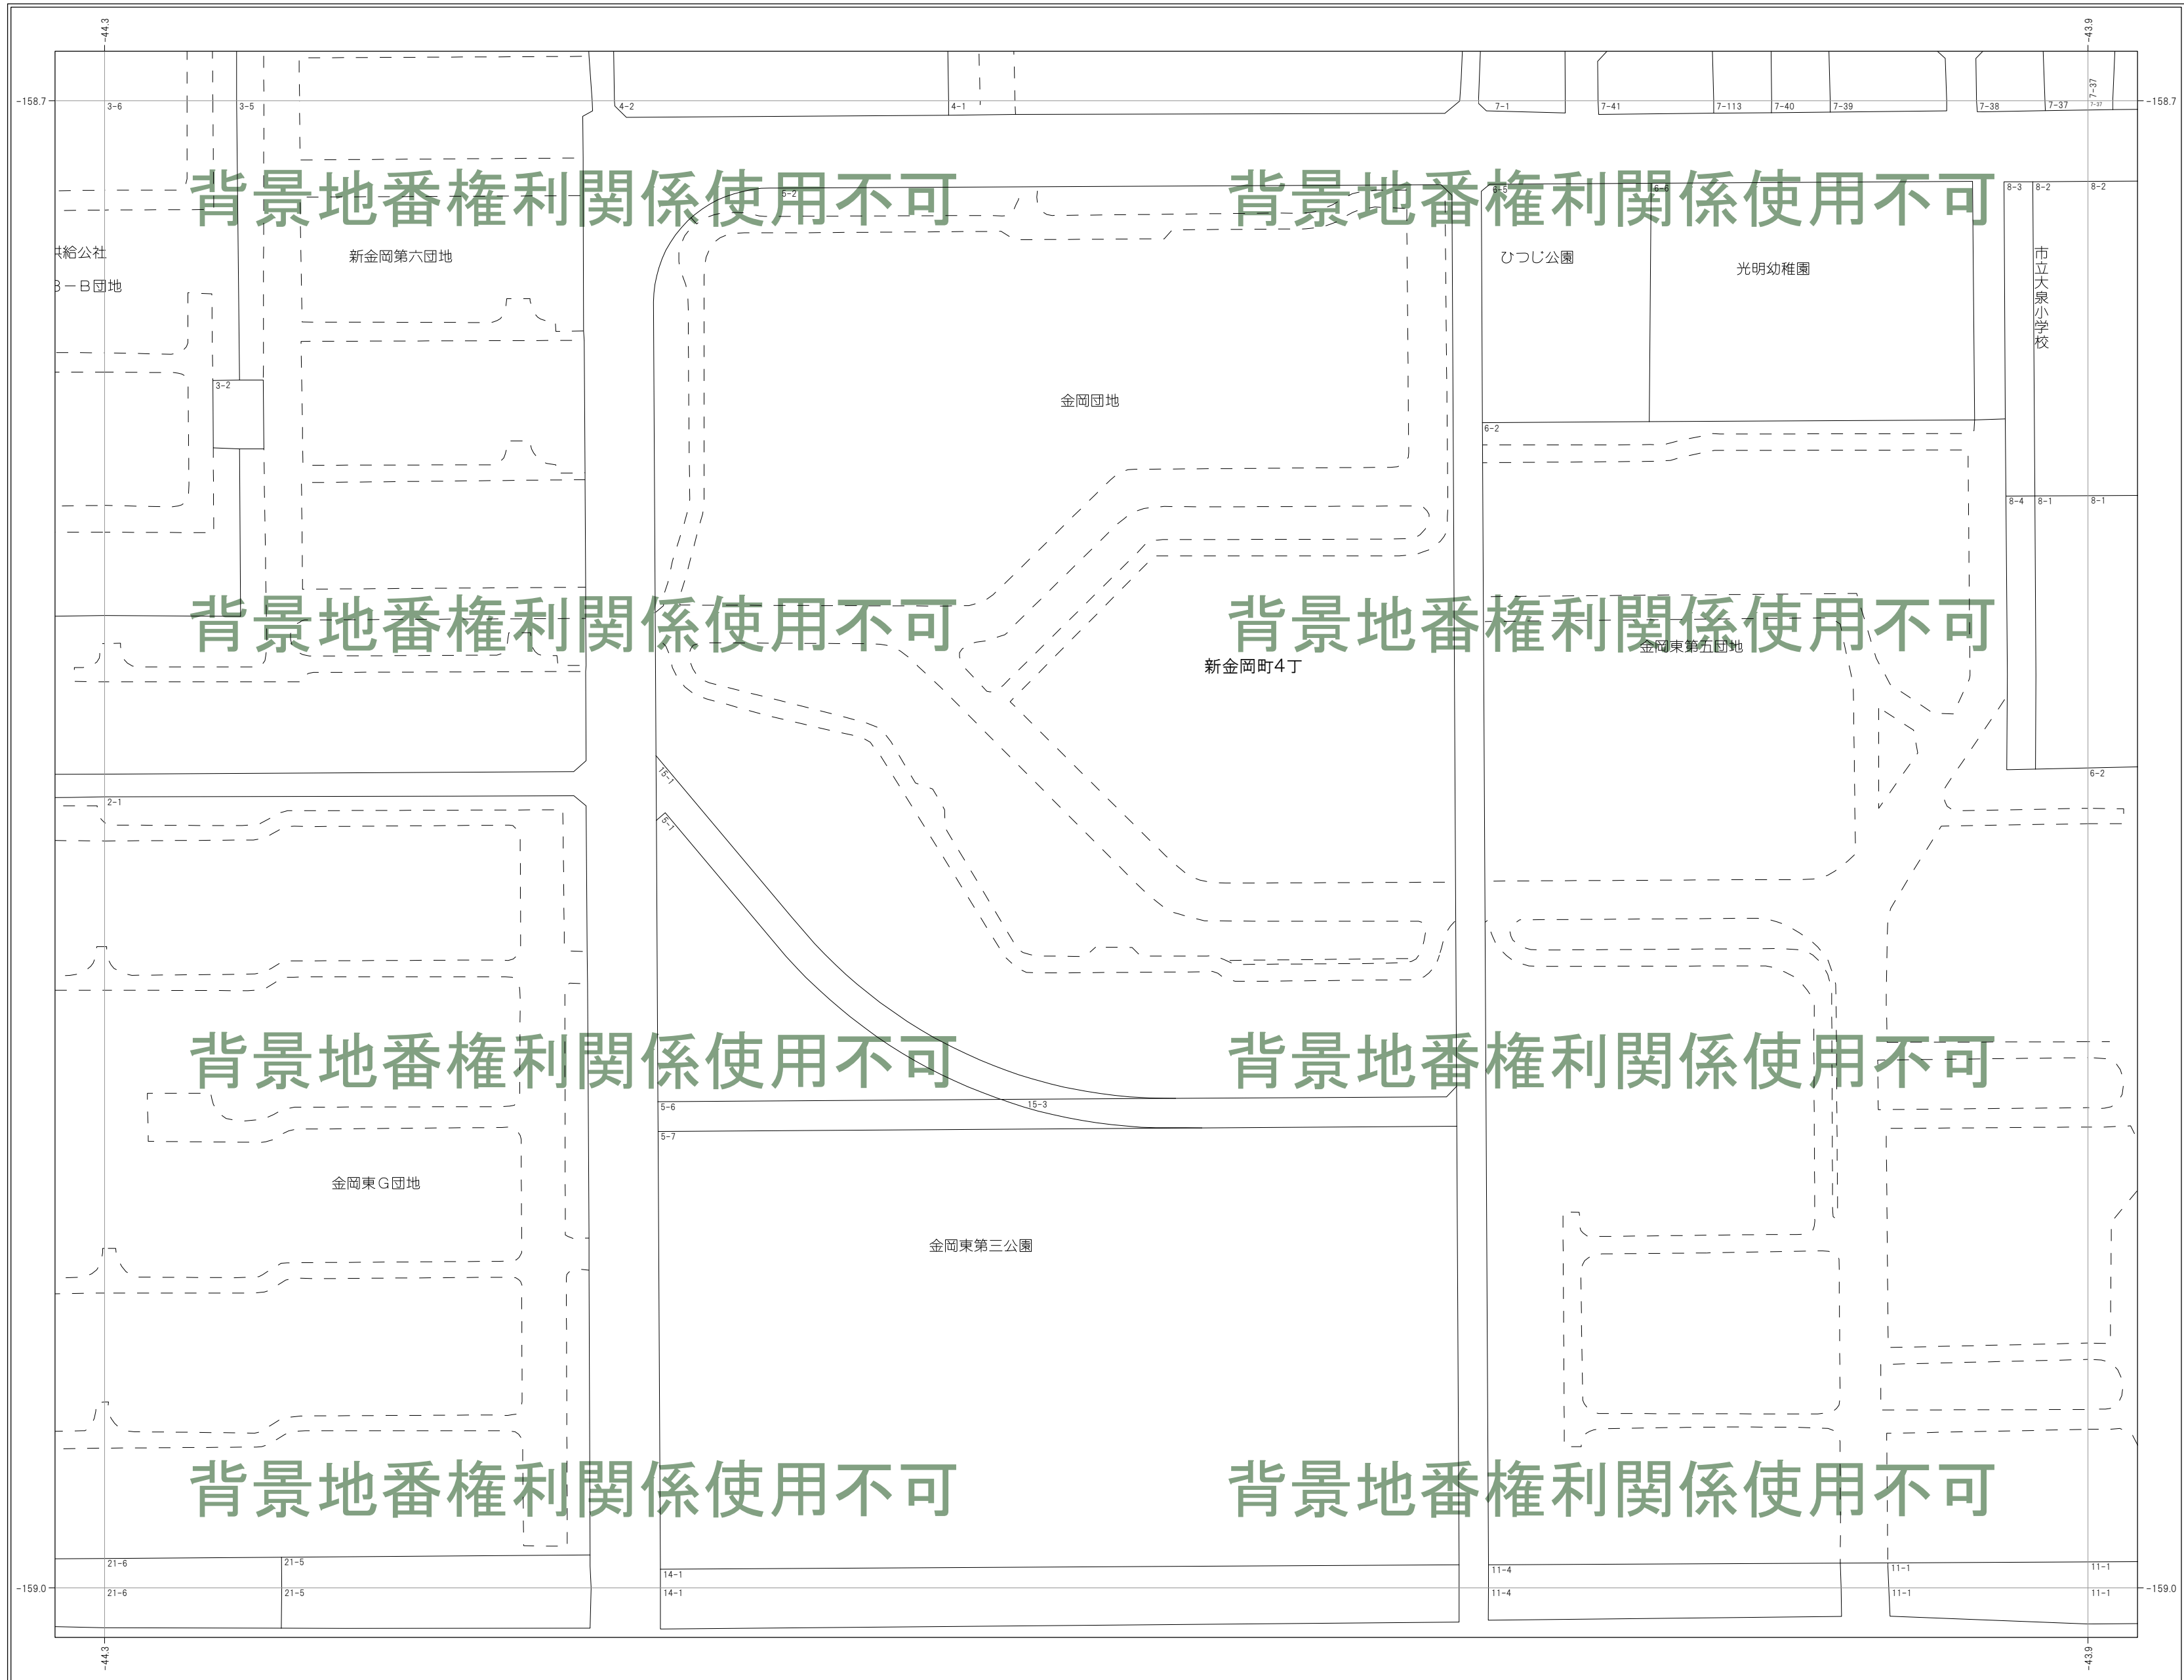 -44.3
-43.9
-158.7
3-6
3-5
4-2
4-1
7-1
7-41
7-113
7-40
7-39
7-38
7-37
7-37
7-37
-158.7
背景地番権利関係使用不可
背景地番権利関係使用不可
5-2
6-5
6-6
8-3
8-2
8-2
供給公社
3-B団地
新金岡第六団地
ひつじ公園
光明幼稚園
市立大泉小学校
3-2
金岡団地
6-2
8-4
8-1
8-1
背景地番権利関係使用不可
背景地番権利関係使用不可
新金岡町4丁
金岡東第五団地
15-1
6-2
2-1
5-1
背景地番権利関係使用不可
背景地番権利関係使用不可
5-6
15-3
5-7
金岡東G団地
金岡東第三公園
背景地番権利関係使用不可
背景地番権利関係使用不可
21-6
21-5
14-1
11-4
11-1
11-1
-159.0
21-6
21-5
14-1
11-4
11-1
11-1
-159.0
-44.3
-43.9